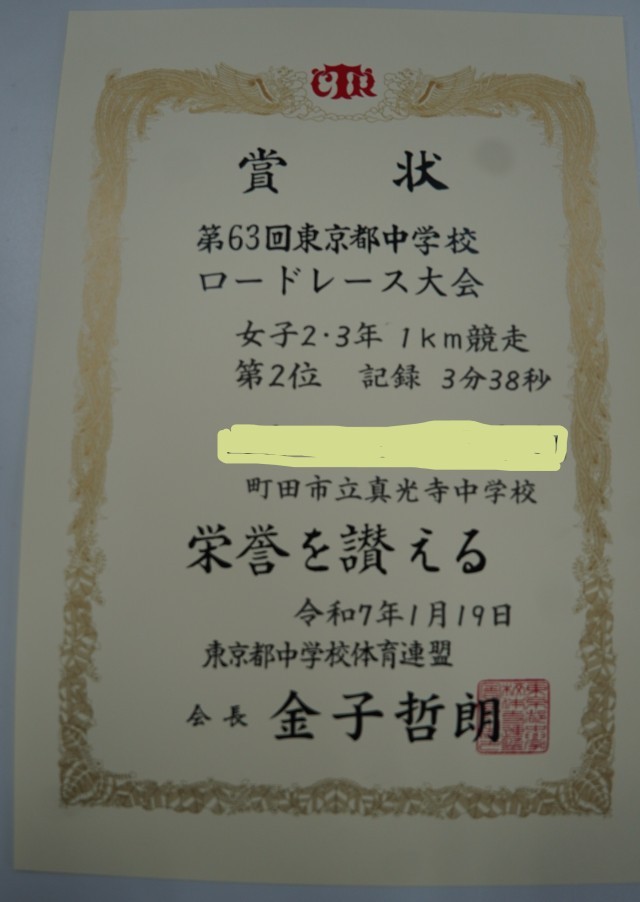 賞状
第63回東京都中学校
ロードレース大会
女子2・3年 1km競走
第2位 記録 3分38秒
町田市立真光寺中学校
栄誉を讃える
令和7年1月19日
東京都中学校体育連盟
会長 金子哲朗